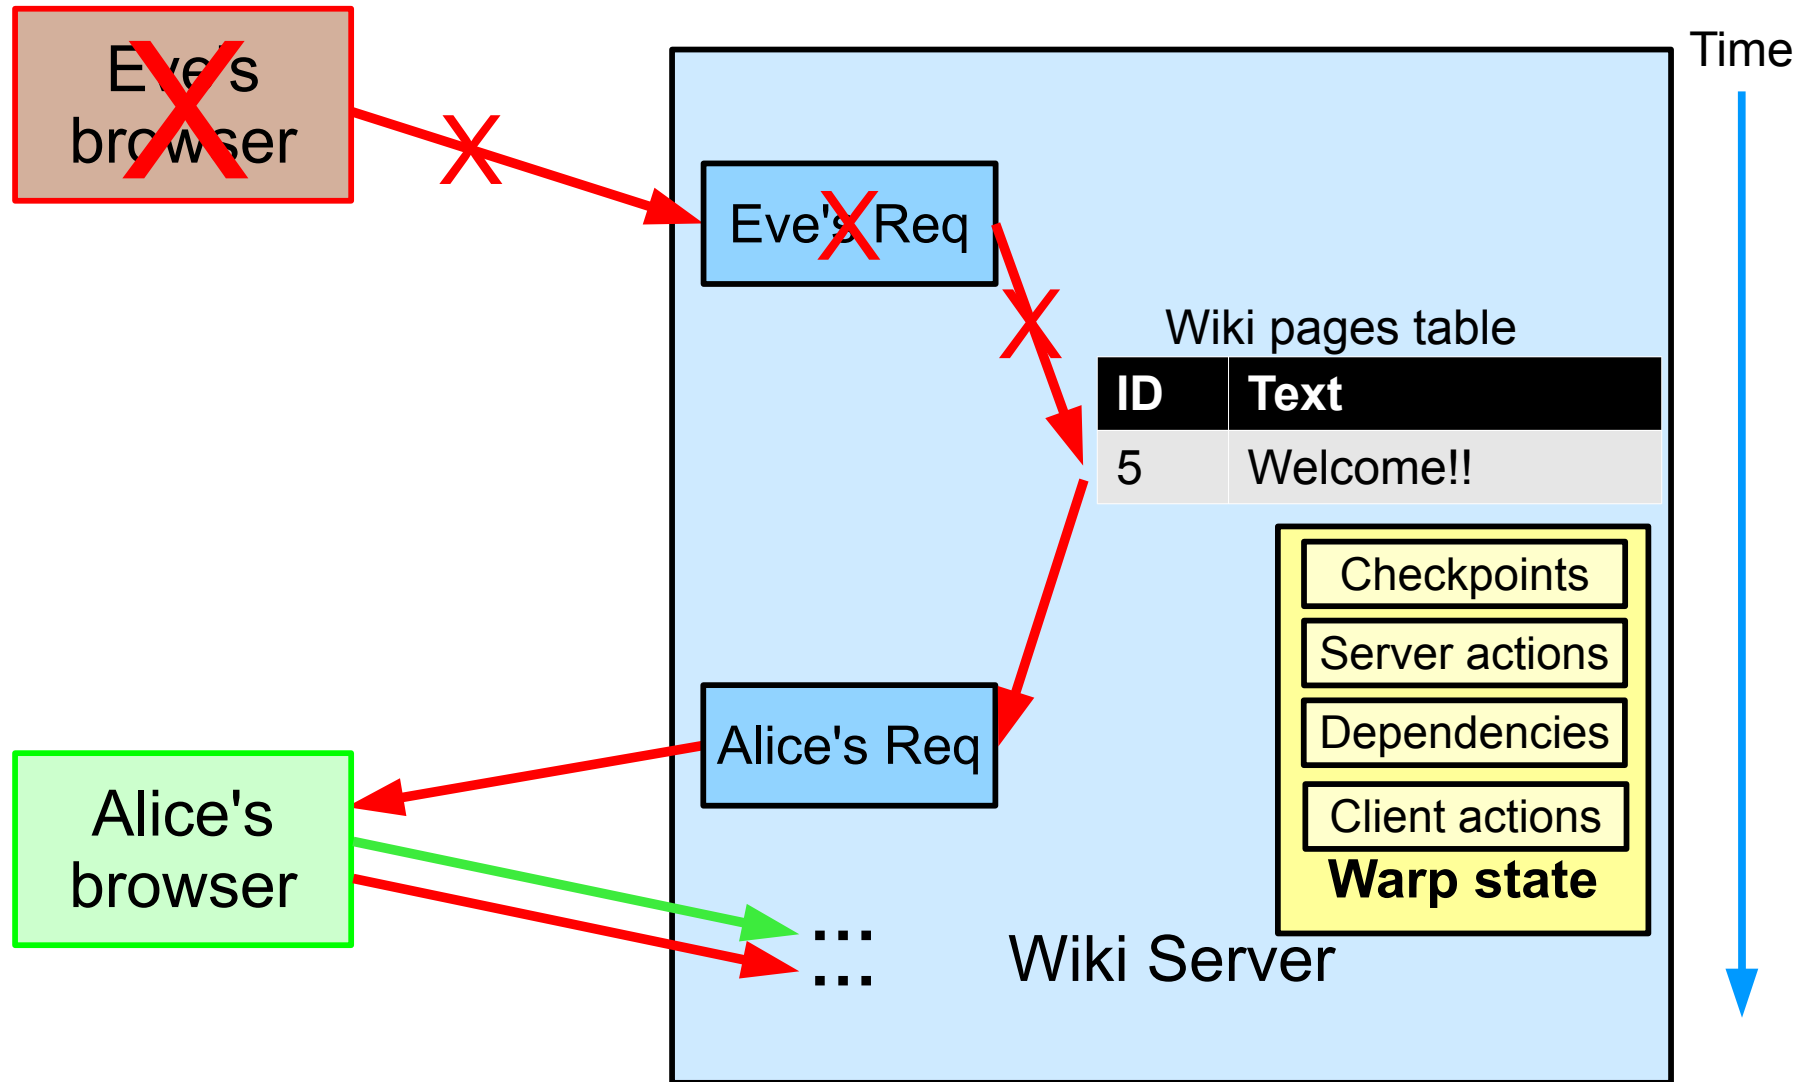 Time
Eve's
browser
X
X
Eve's Req
X
X
Wiki pages table
ID Text
5 Welcome!!
Checkpoints
Server actions
Dependencies
Client actions
Warp state
Alice's Req
Alice's
browser
...
...
Wiki Server